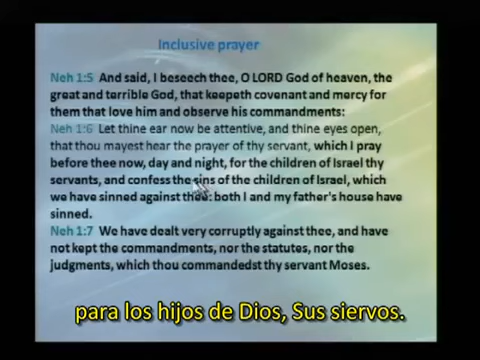 Inclusive prayer
Neh 1:5 And said, I beseech thee, O LORD God of heaven, the
great and terrible God, that keepeth covenant and mercy for
them that love him and observe his commandments:
Neh 1:6 Let thine ear now be attentive, and thine eyes open,
that thou mayest hear the prayer of thy servant, which I pray
before thee now, day and night, for the children of Israel thy
servants, and confess the sins of the children of Israel, which
we have sinned against thee: both I and my father's house have
sinned.
Neh 1:7 We have dealt very corruptly against thee, and have
not kept the commandments, nor the statutes, nor the
judgments, which thou commandedst thy servant Moses.
para los hijos de Dios, Sus siervos.